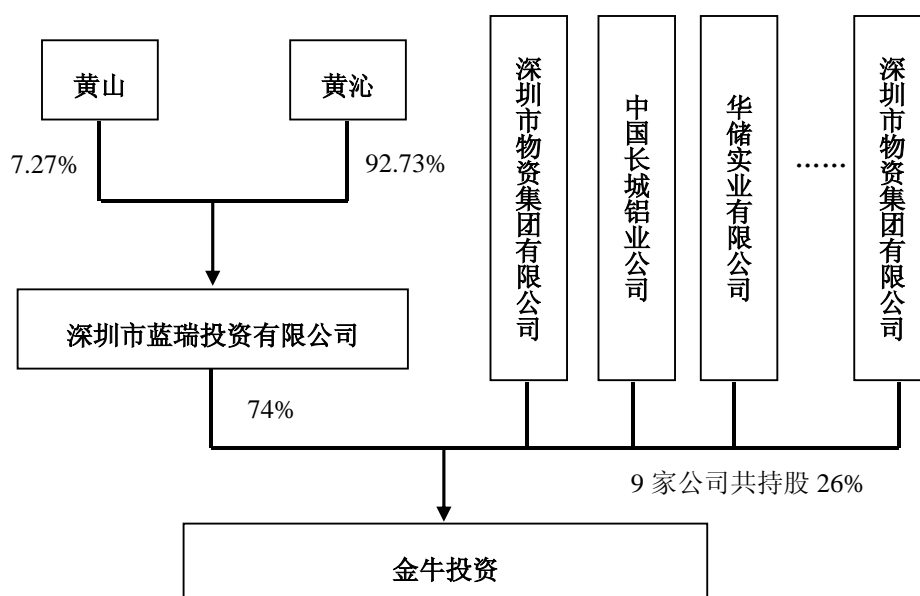 黄山
黄沁
深圳市物资集团有限公司
中国长城铝业公司
华储实业有限公司
……
深圳市物资集团有限公司
7.27%
92.73%
深圳市蓝瑞投资有限公司
74%
9 家公司共持股 26%
金牛投资